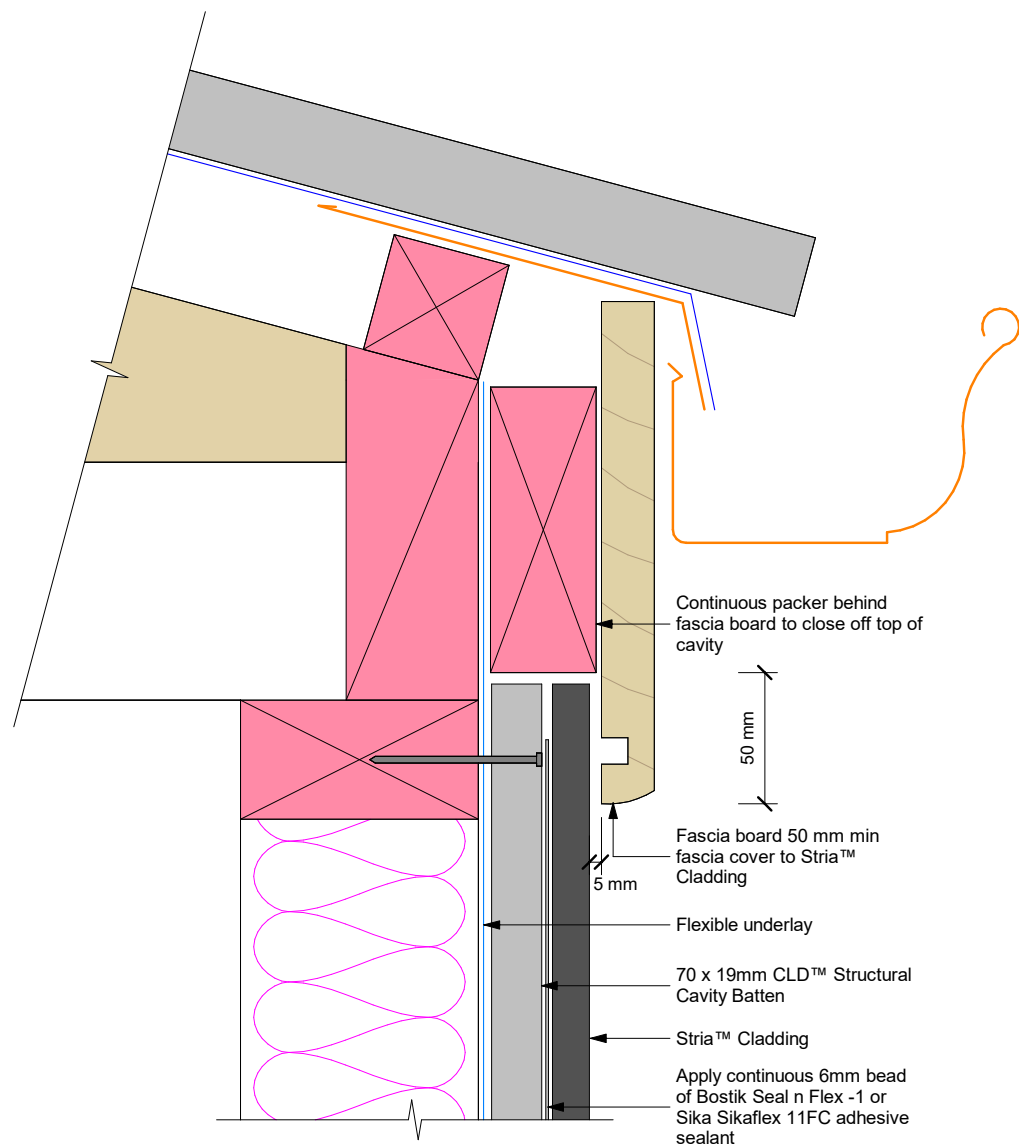 Continuous packer behind
fascia board to close off top of
cavity
50 mm
Fascia board 50 mm min
fascia cover to Stria™
Cladding
5 mm
Flexible underlay
70 x 19mm CLD™ Structural
Cavity Batten
Stria™ Cladding
Apply continuous 6mm bead
of Bostik Seal n Flex -1 or
Sika Sikaflex 11FC adhesive
sealant